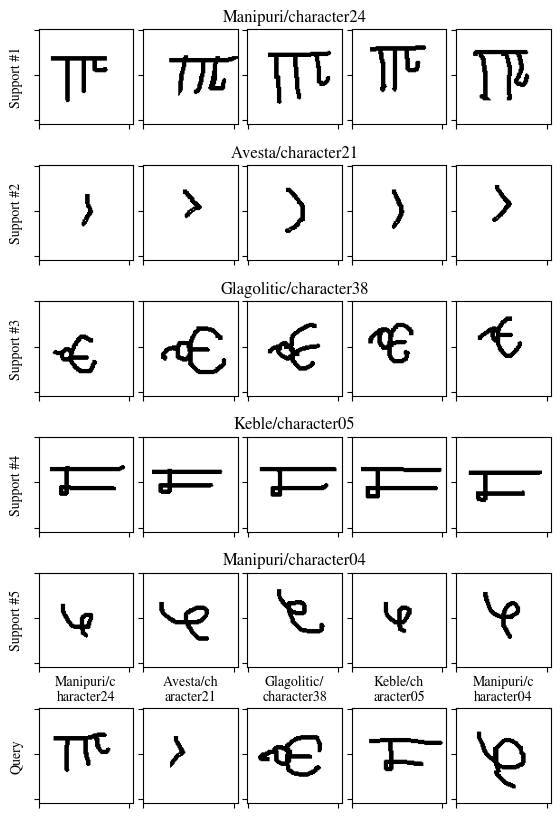 Manipuri/character24
Support #1
Avesta/character21
Support #2
Glagolitic/character38
Support #3
Keble/character05
Support #4
Manipuri/character04
Support #5
Manipuri/c
haracter24
Avesta/ch
aracter21
Glagolitic/
character38
Keble/ch
aracter05
Manipuri/c
haracter04
Query